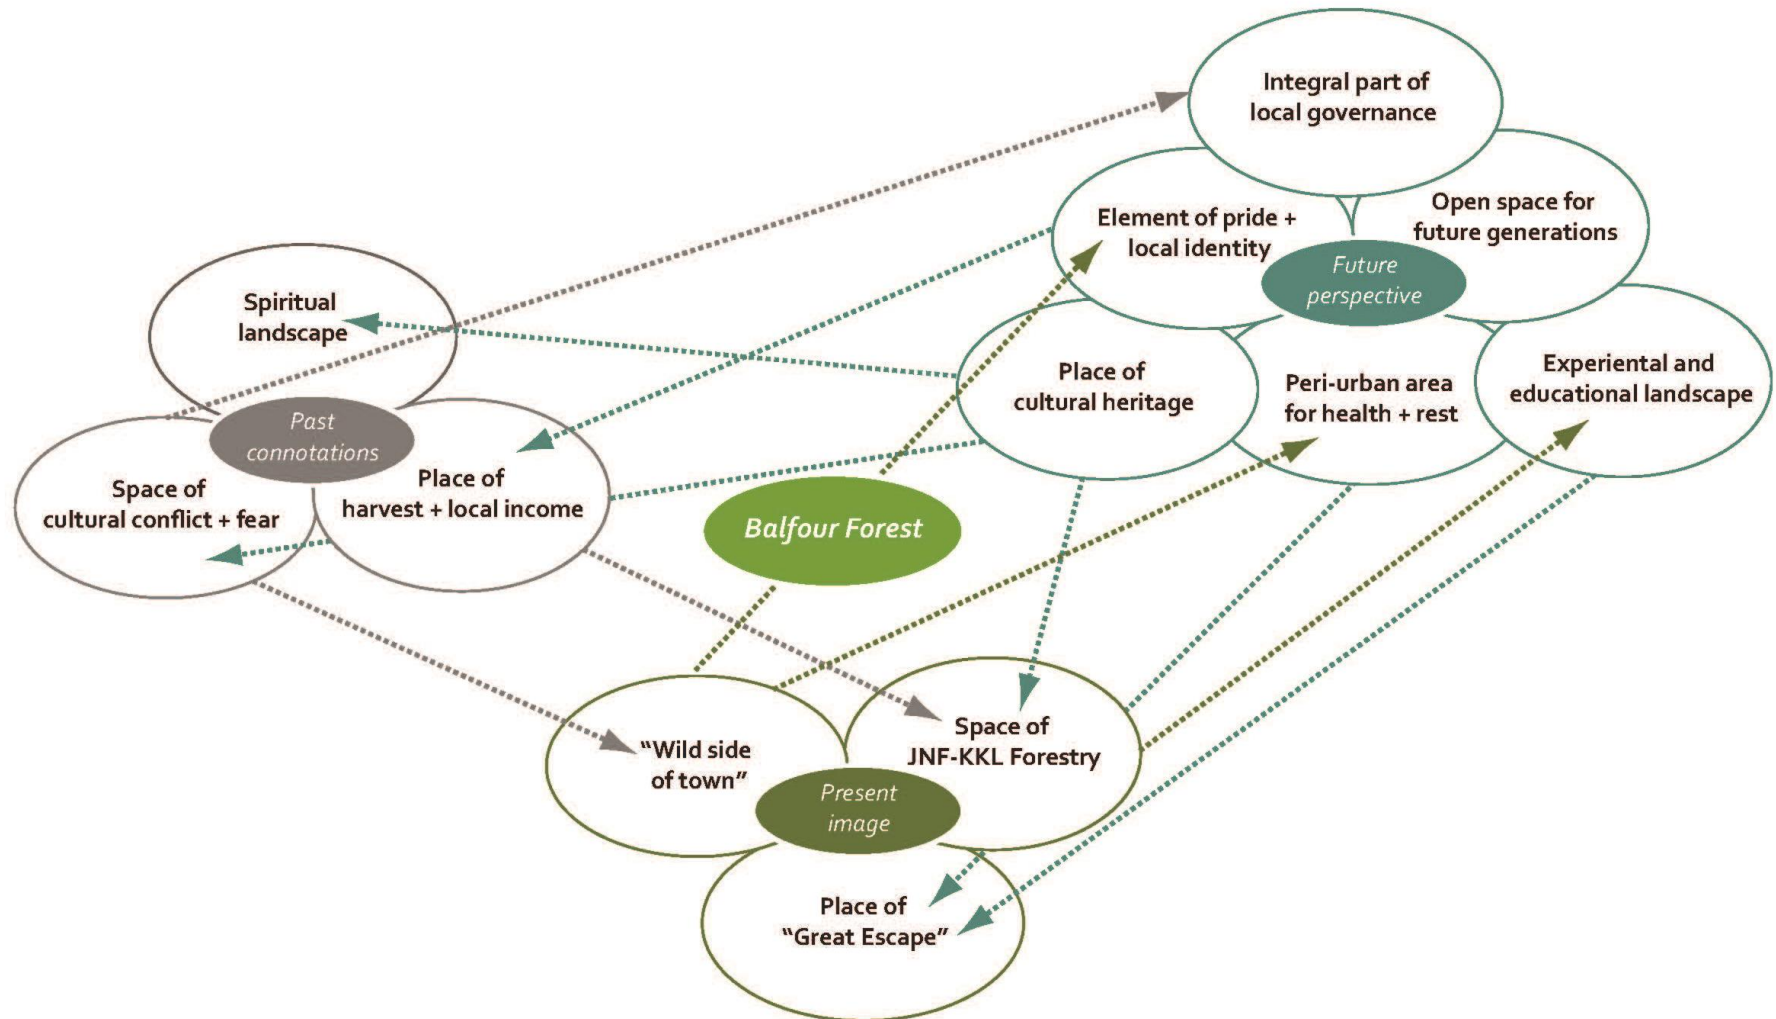 Integral part of
local governance
Element of pride +
local identity
Open space for
future generations
Future
perspective
Place of
cultural heritage
Peri-urban area
for health + rest
Experiental and
educational landscape
Spiritual
landscape
Past
connotations
Space of
cultural conflict + fear
Place of
harvest + local income
Balfour Forest
“Wild side
of town”
Space of
JNF-KKL Forestry
Present
image
Place of
“Great Escape”